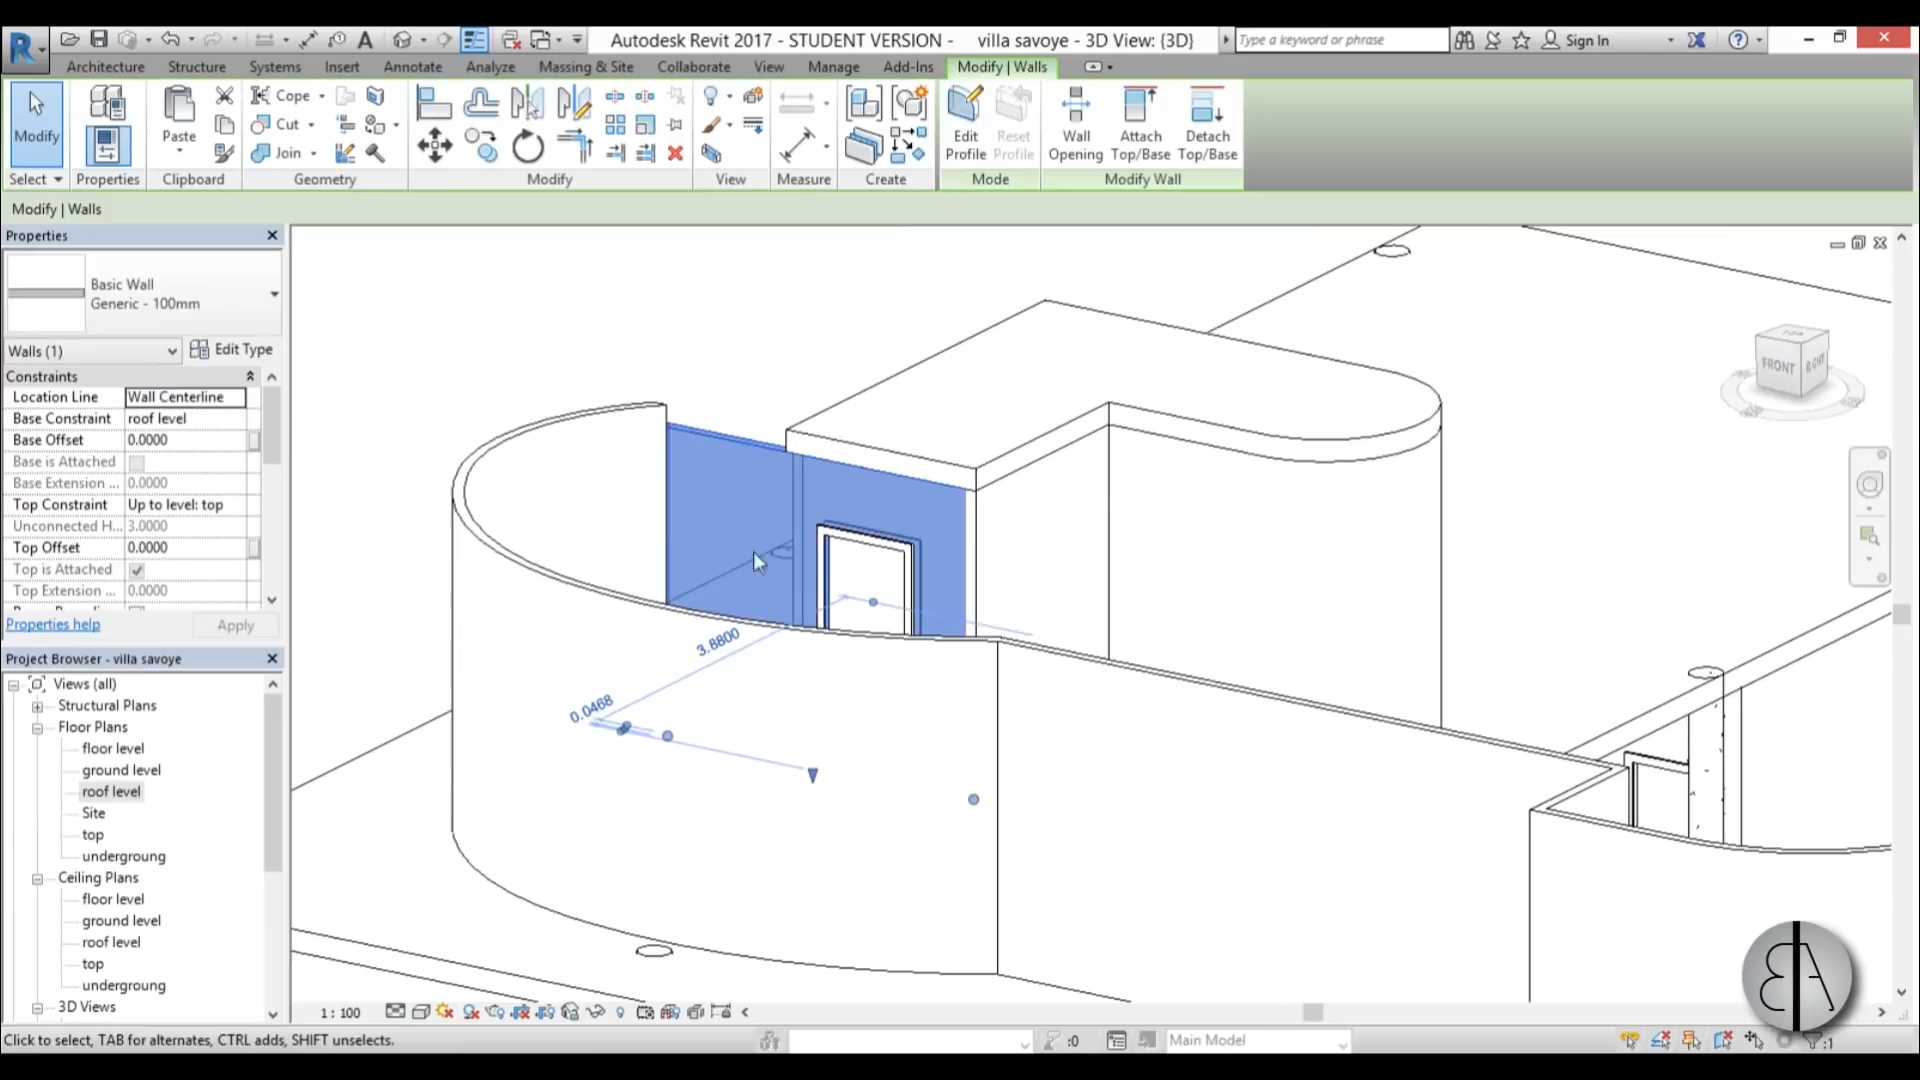 Autodesk Revit 2017 - STUDENT VERSION - villa savoye - 3D View: {3D}
Type a keyword or phrase
Sign In
Architecture Structure Systems Insert Annotate Analyze Massing & Site Collaborate View Manage Add-Ins Modify | Walls
Modify
Paste
Cope
Cut
Join
Edit Profile
Reset Profile
Wall Opening
Attach Top/Base
Detach Top/Base
Select Properties Clipboard Geometry Modify View Measure Create Mode Modify Wall
Modify | Walls
Properties
Basic Wall
Generic - 100mm
Walls (1) Edit Type
Constraints
Location Line Wall Centerline
Base Constraint roof level
Base Offset 0.0000
Base is Attached
Base Extension ... 0.0000
Top Constraint Up to level: top
Unconnected H... 3.0000
Top Offset 0.0000
Top is Attached
Top Extension ... 0.0000
Properties help Apply
Project Browser - villa savoye
Views (all)
Structural Plans
Floor Plans
floor level
ground level
roof level
Site
top
undergroung
Ceiling Plans
floor level
ground level
roof level
top
undergroung
3D Views
3.8800
0.0468
FRONT
RIGHT
TOP
1 : 100
Click to select, TAB for alternates, CTRL adds, SHIFT unselects.
:0
Main Model
:1